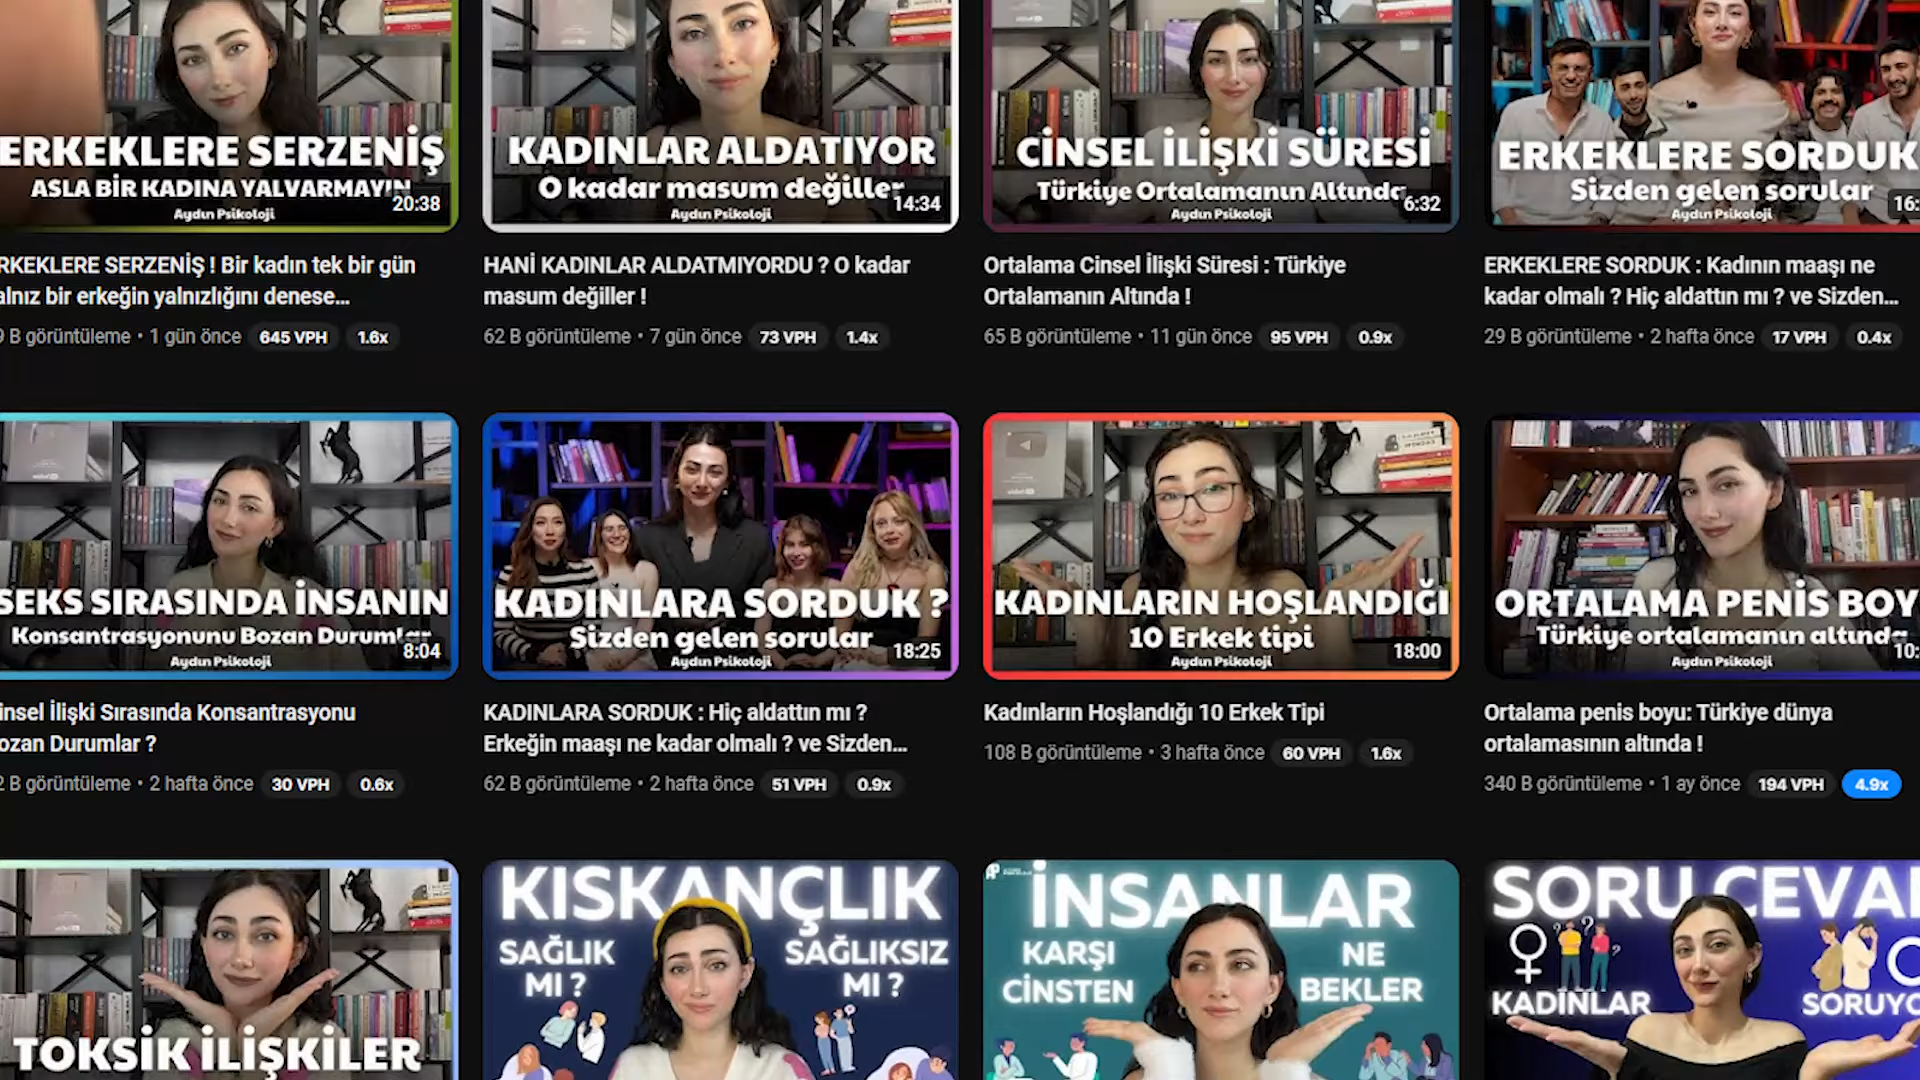 ERKEKLERE SERZENİŞ
ASLA BİR KADINA YALVARMAYIN
Aydın Psikoloji
20:38
RKEKLERE SERZENİŞ ! Bir kadın tek bir gün
alnız bir erkeğin yalnızlığını denese...
9 B görüntüleme • 1 gün önce 645 VPH 1.6x
KADINLAR ALDATIYOR
O kadar masum değiller
Aydın Psikoloji
14:34
HANİ KADINLAR ALDATMIYORDU ? O kadar
masum değiller !
62 B görüntüleme • 7 gün önce 73 VPH 1.4x
CİNSEL İLİŞKİ SÜRESİ
Türkiye Ortalamanın Altında
Aydın Psikoloji
6:32
Ortalama Cinsel İlişki Süresi : Türkiye
Ortalamanın Altında !
65 B görüntüleme • 11 gün önce 95 VPH 0.9x
ERKEKLERE SORDUK
Sizden gelen sorular
Aydın Psikoloji
16:
ERKEKLERE SORDUK : Kadının maaşı ne
kadar olmalı ? Hiç aldattın mı ? ve Sizden...
29 B görüntüleme • 2 hafta önce 17 VPH 0.4x
SEKS SIRASINDA İNSANIN
Konsantrasyonunu Bozan Durumlar
Aydın Psikoloji
8:04
insel İlişki Sırasında Konsantrasyonu
ozan Durumlar ?
2 B görüntüleme • 2 hafta önce 30 VPH 0.6x
KADINLARA SORDUK ?
Sizden gelen sorular
Aydın Psikoloji
18:25
KADINLARA SORDUK : Hiç aldattın mı ?
Erkeğin maaşı ne kadar olmalı ? ve Sizden...
62 B görüntüleme • 2 hafta önce 51 VPH 0.9x
KADINLARIN HOŞLANDIĞI
10 Erkek tipi
Aydın Psikoloji
18:00
Kadınların Hoşlandığı 10 Erkek Tipi
108 B görüntüleme • 3 hafta önce 60 VPH 1.6x
ORTALAMA PENİS BOY
Türkiye ortalamanın altında
Aydın Psikoloji
10:
Ortalama penis boyu: Türkiye dünya
ortalamasının altında !
340 B görüntüleme • 1 ay önce 194 VPH 4.9x
TOKSİK İLİŞKİLER
KISKANÇLIK
SAĞLIK SAĞLIKSIZ
MI ? MI ?
İNSANLAR
KARŞI NE
CİNSTEN BEKLER
SORU CEVAP
KADINLAR SORUYO